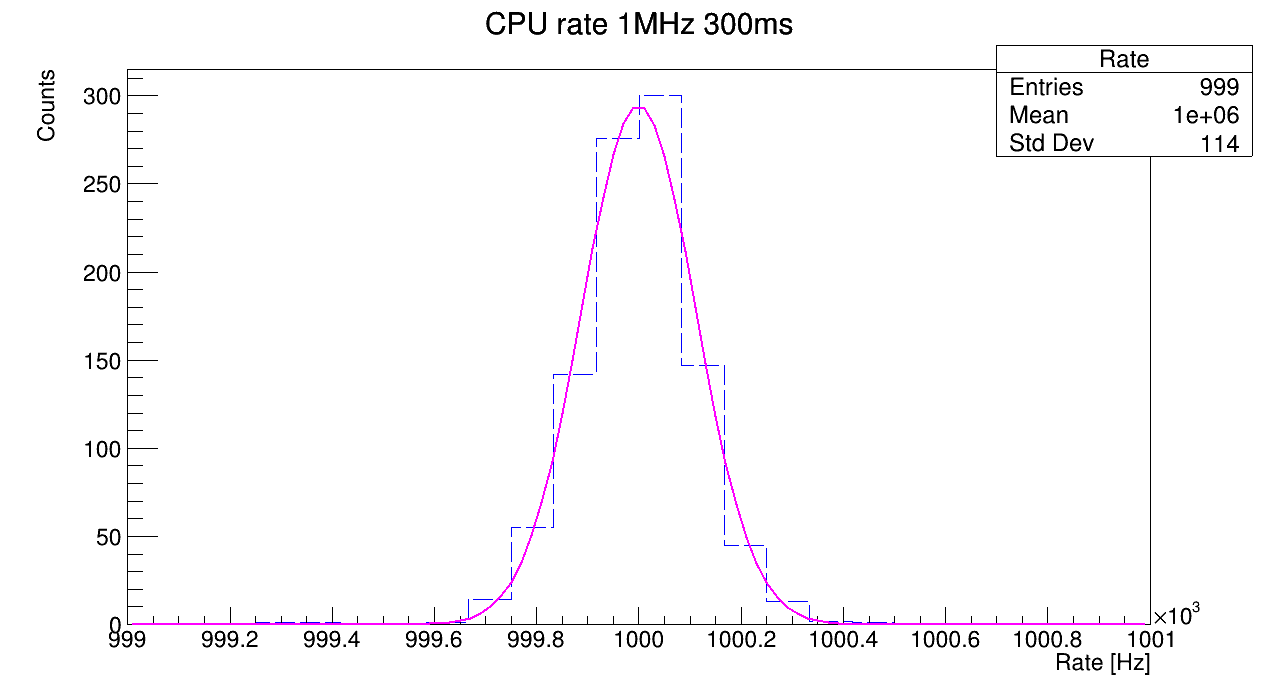 CPU rate 1MHz 300ms
Rate
Entries 999
Mean 1e+06
Std Dev 114
Counts
300
250
200
150
100
50
0
999 999.2 999.4 999.6 999.8 1000 1000.2 1000.4 1000.6 1000.8 1001
×10³
Rate [Hz]